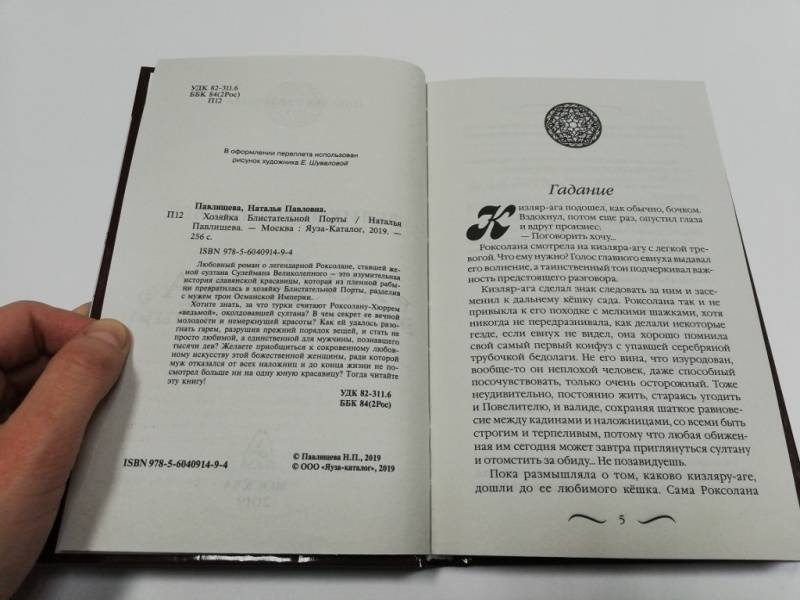 УДК 82-311.6
ББК 84(2Рос)
П12
В оформлении переплета использован
рисунок художника Е. Шуваловой
Павлищева, Наталья Павловна.
П12 Хозяйка Блистательной Порты / Наталья
Павлищева. — Москва : Яуза-Каталог, 2019. —
256 с.
ISBN 978-5-6040914-9-4
Любовный роман о легендарной Роксолане, ставшей же-
ной султана Сулеймана Великолепного — это изумительная
история славянской красавицы, которая из пленной рабы-
ни превратилась в хозяйку Блистательной Порты, разделив
с мужем трон Османской Империи.
Хотите знать, за что турки считают Роксолану-Хюррем
«ведьмой», околдовавшей султана? В чем секрет ее вечной
молодости и немеркнущей красоты? Как ей удалось разо-
гнать гарем, разрушив прежний порядок вещей, и стать не
просто любимой, а единственной для мужчины, познавшего
тысячи дев? Желаете приобщиться к сокровенному любов-
ному искусству этой божественной женщины, ради которой
муж отказался от всех наложниц и до конца жизни не по-
смотрел больше ни на одну юную красавицу? Тогда читайте
эту книгу!
УДК 82-311.6
ББК 84(2Рос)
© Павлищева Н.П., 2019
ISBN 978-5-6040914-9-4
© ООО «Яуза-каталог», 2019
Гадание
Кизляр-ага подошел, как обычно, бочком.
Вздохнул, потом еще раз, опустил глаза
и вдруг произнес:
— Поговорить хочу...
Роксолана смотрела на кизляра-агу с легкой тре-
вогой. Что ему нужно? Голос главного евнуха выдавал
его волнение, а таинственный тон подчеркивал важ-
ность предстоящего разговора.
Кизляр-ага сделал знак следовать за ним и засе-
менил к дальнему кёшку сада. Роксолана так и не
привыкла к его походке с мелкими шажками, хотя
никогда не передразнивала, как делали некоторые
гезде, если евнух не видел, она хорошо помнила
свой самый первый конфуз с упавшей серебряной
трубочкой бедолаги. Не его вина, что изуродован,
вообще-то он неплохой человек, даже способный
посочувствовать, только очень осторожный. Тоже
неудивительно, постоянно жить, стараясь угодить
и Повелителю, и валиде, сохраняя шаткое равнове-
сие между кадинами и наложницами, со всеми быть
строгим и терпеливым, потому что любая обижен-
ная им сегодня может завтра приглянуться султану
и отомстить за обиду... Не позавидуешь.
Пока размышляла о том, каково кизляру-аге,
дошли до ее любимого кёшка. Сама Роксолана
5